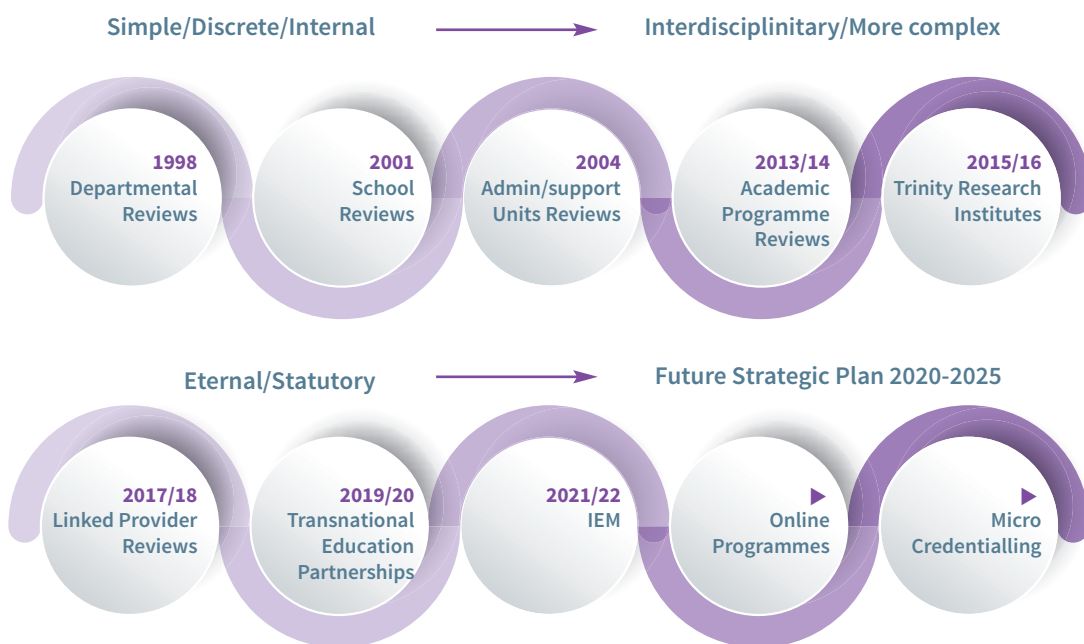 Simple/Discrete/Internal
Interdisciplinitary/More complex
1998
Departmental
Reviews
2001
School
Reviews
2004
Admin/support
Units Reviews
2013/14
Academic
Programme
Reviews
2015/16
Trinity Research
Institutes
Eternal/Statutory
Future Strategic Plan 2020-2025
2017/18
Linked Provider
Reviews
2019/20
Transnational
Education
Partnerships
2021/22
IEM
Online
Programmes
Micro
Credentialling